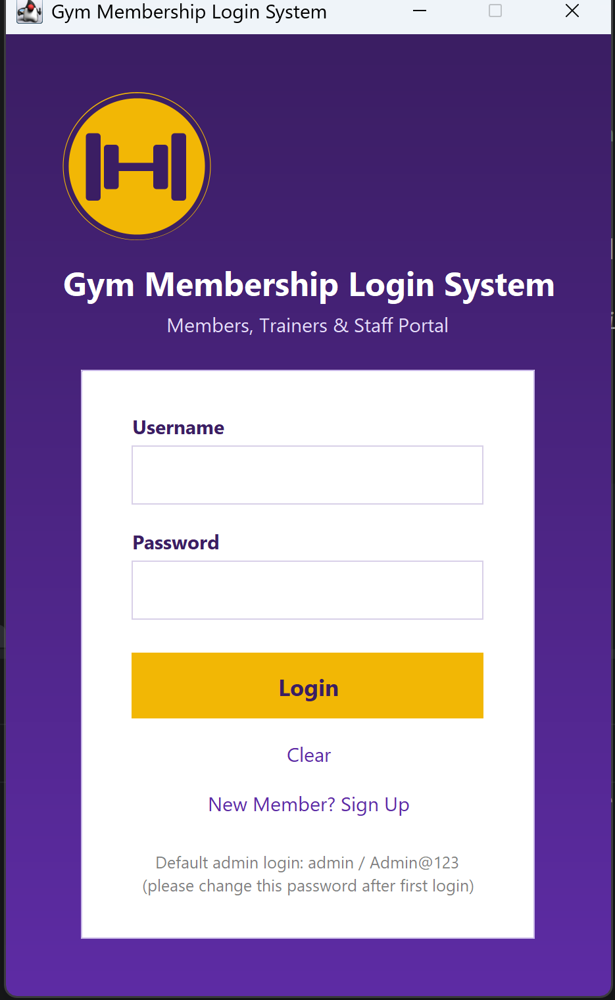 Gym Membership Login System
Gym Membership Login System
Members, Trainers & Staff Portal
Username
Password
Login
Clear
New Member? Sign Up
Default admin login: admin / Admin@123
(please change this password after first login)